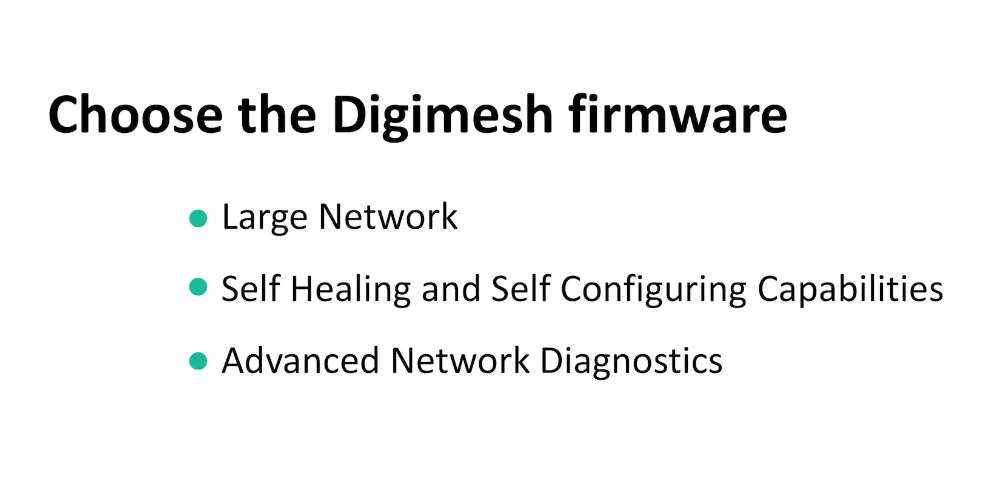 Choose the Digimesh firmware
Large Network
Self Healing and Self Configuring Capabilities
Advanced Network Diagnostics